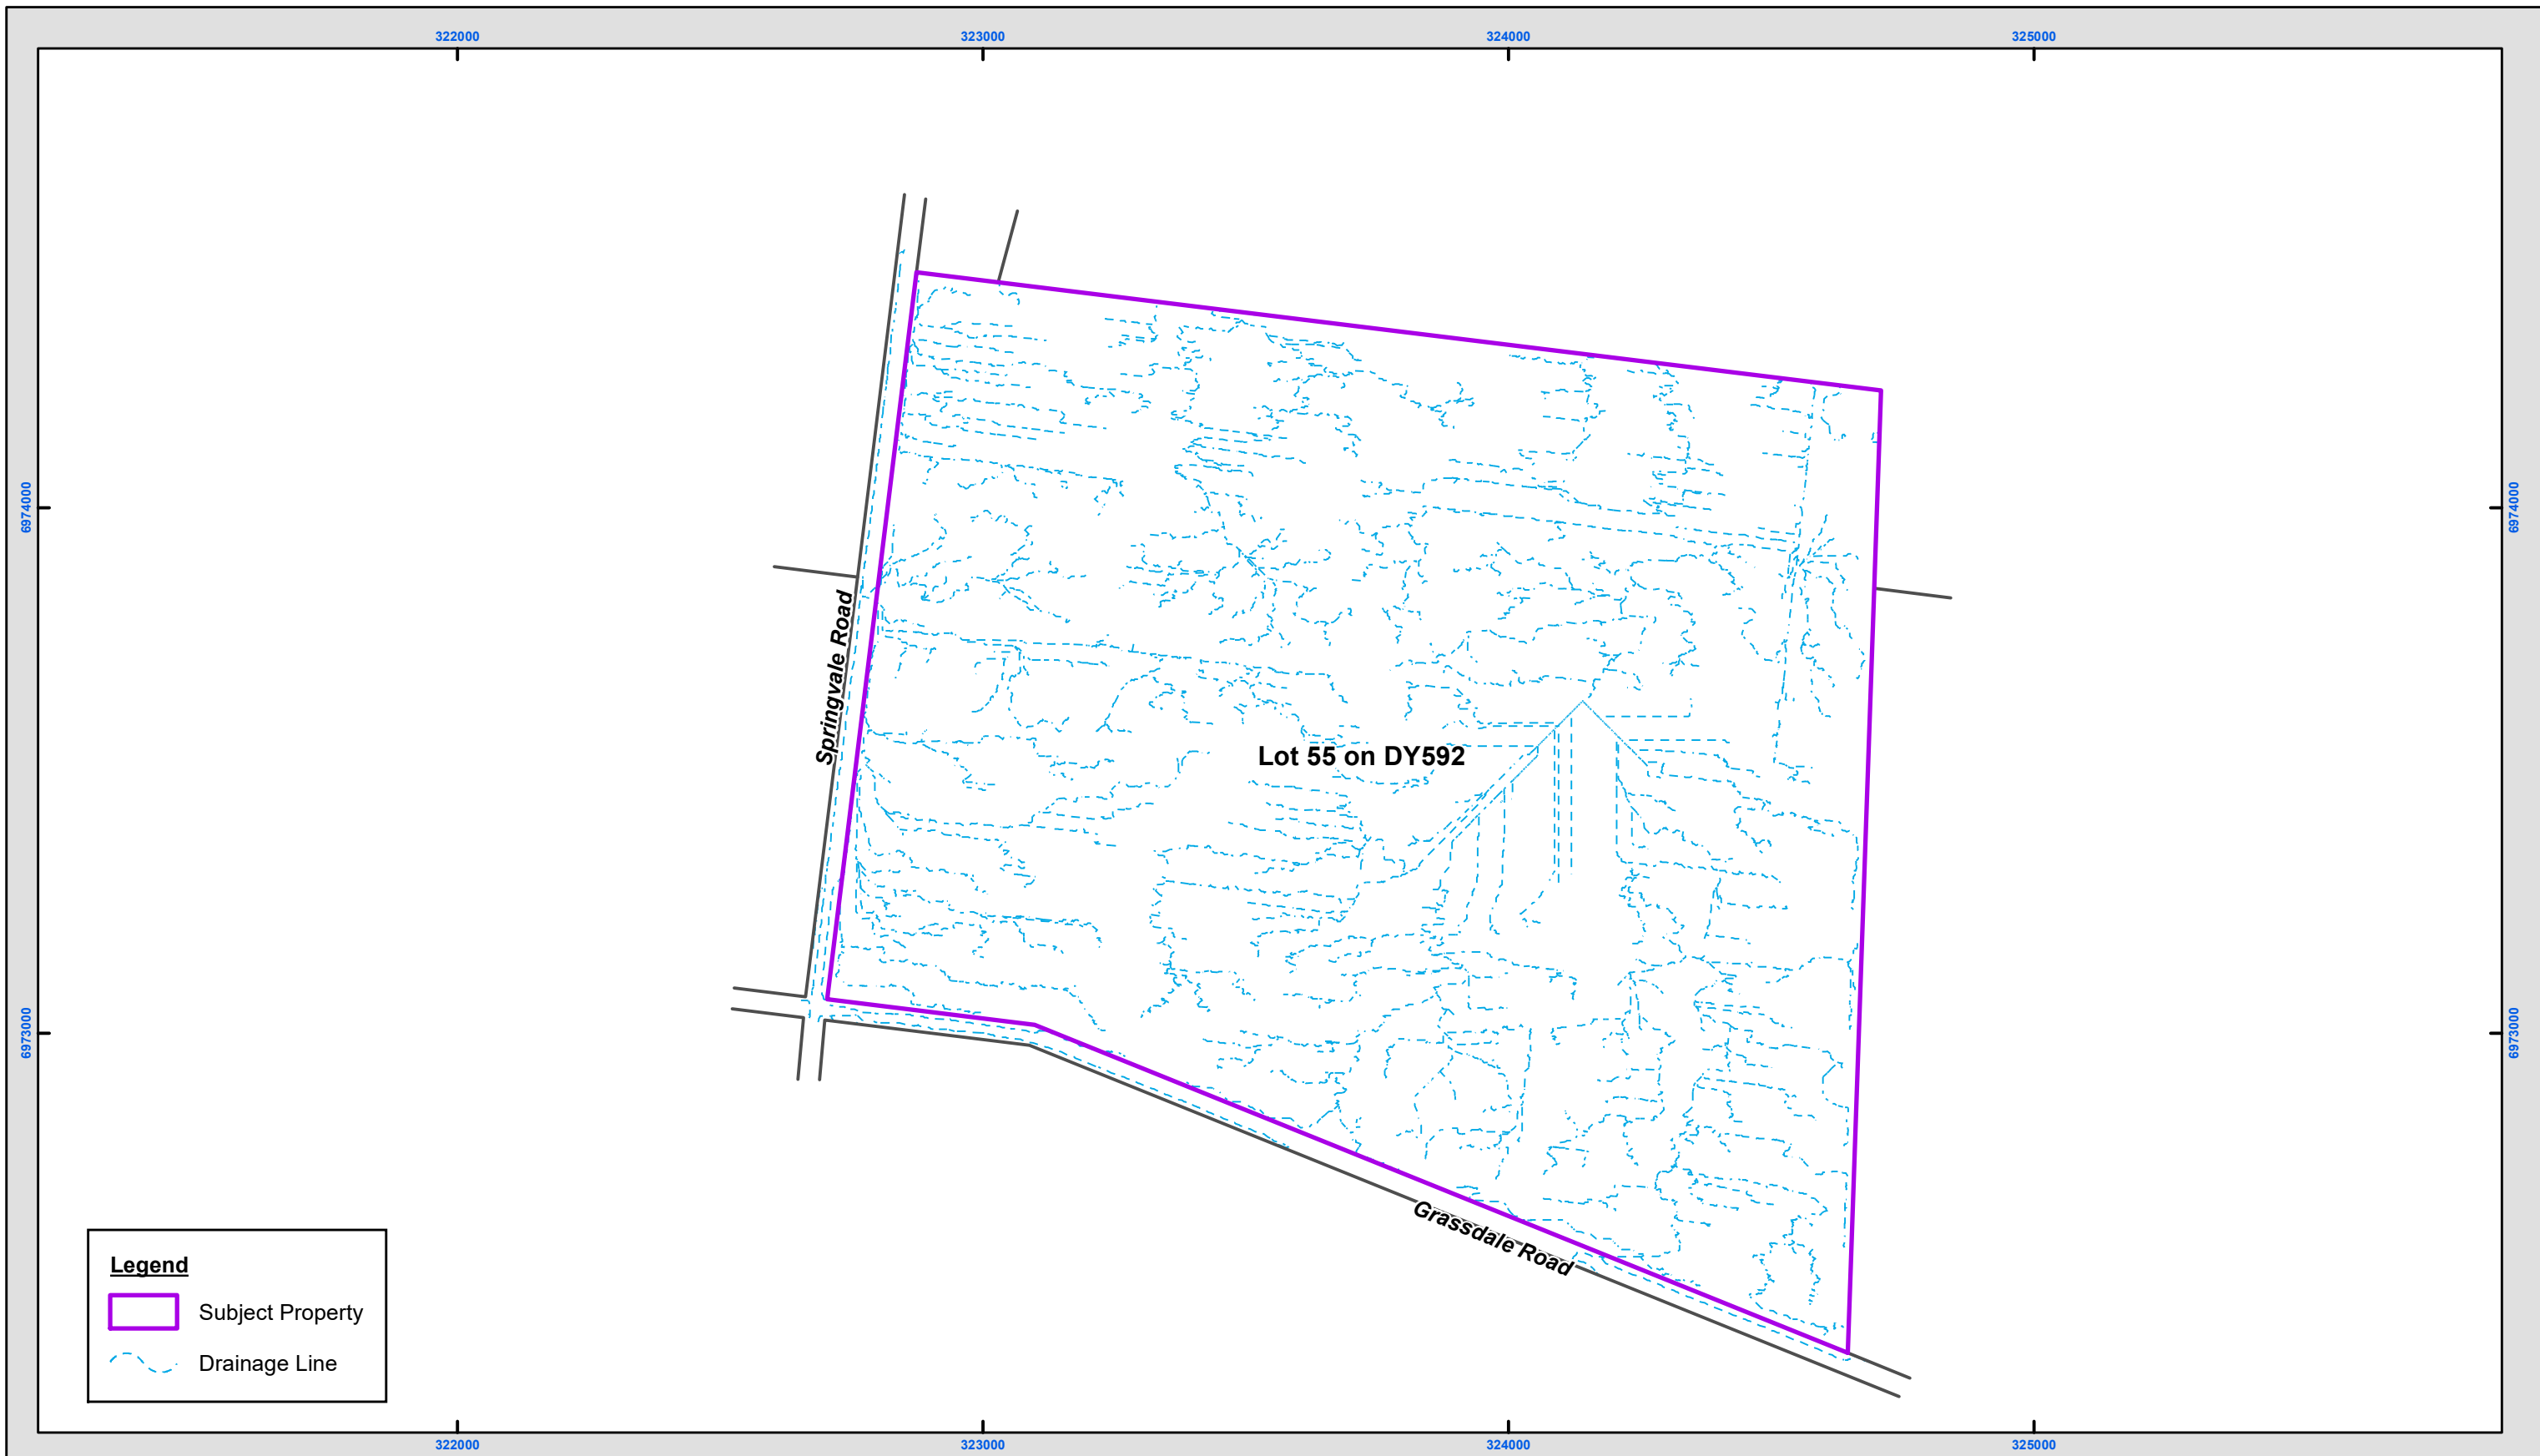 322000 323000 324000 325000
6974000 6974000
Springvale Road
Lot 55 on DY592
6973000 6973000
Grassdale Road
Legend
Subject Property
Drainage Line
322000 323000 324000 325000